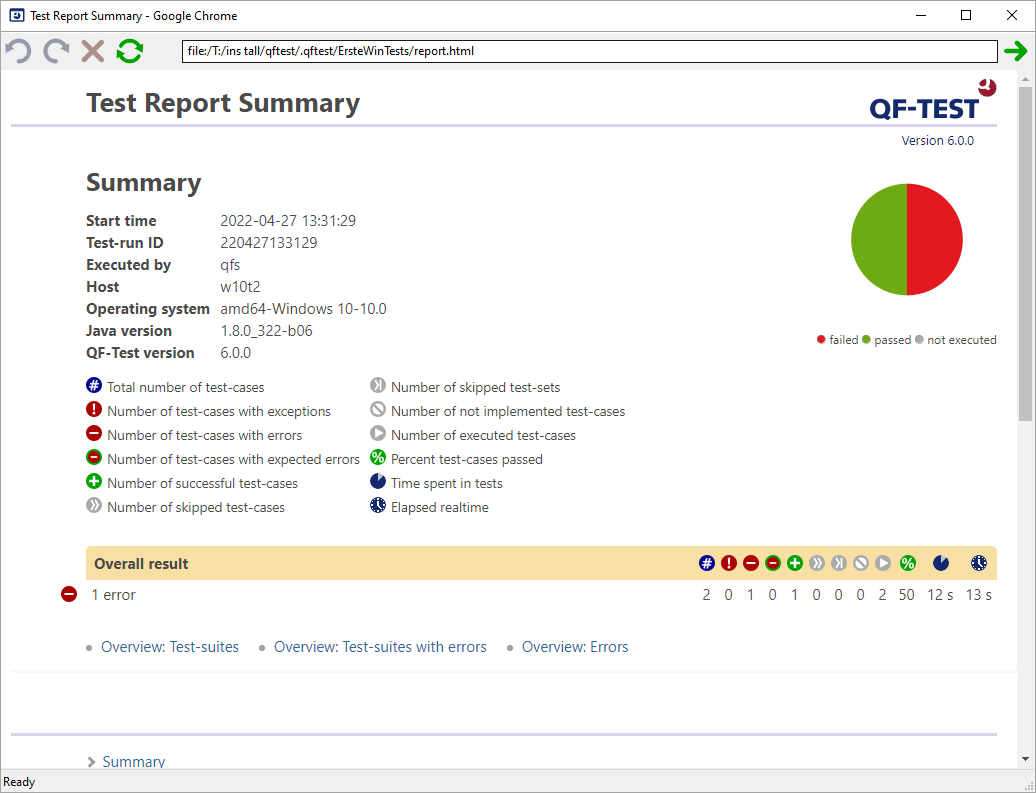 Test Report Summary - Google Chrome
file:/T:/ins tall/qftest/.qftest/ErsteWinTests/report.html
Test Report Summary
QF-TEST
Version 6.0.0
Summary
Start time 2022-04-27 13:31:29
Test-run ID 220427133129
Executed by qfs
Host w10t2
Operating system amd64-Windows 10-10.0
Java version 1.8.0_322-b06
QF-Test version 6.0.0
failed passed not executed
# Total number of test-cases Number of skipped test-sets
! Number of test-cases with exceptions Number of not implemented test-cases
Number of test-cases with errors Number of executed test-cases
Number of test-cases with expected errors % Percent test-cases passed
Number of successful test-cases Time spent in tests
Number of skipped test-cases Elapsed realtime
Overall result # ! %
1 error 2 0 1 0 1 0 0 0 2 50 12 s 13 s
Overview: Test-suites Overview: Test-suites with errors Overview: Errors
Summary
Ready